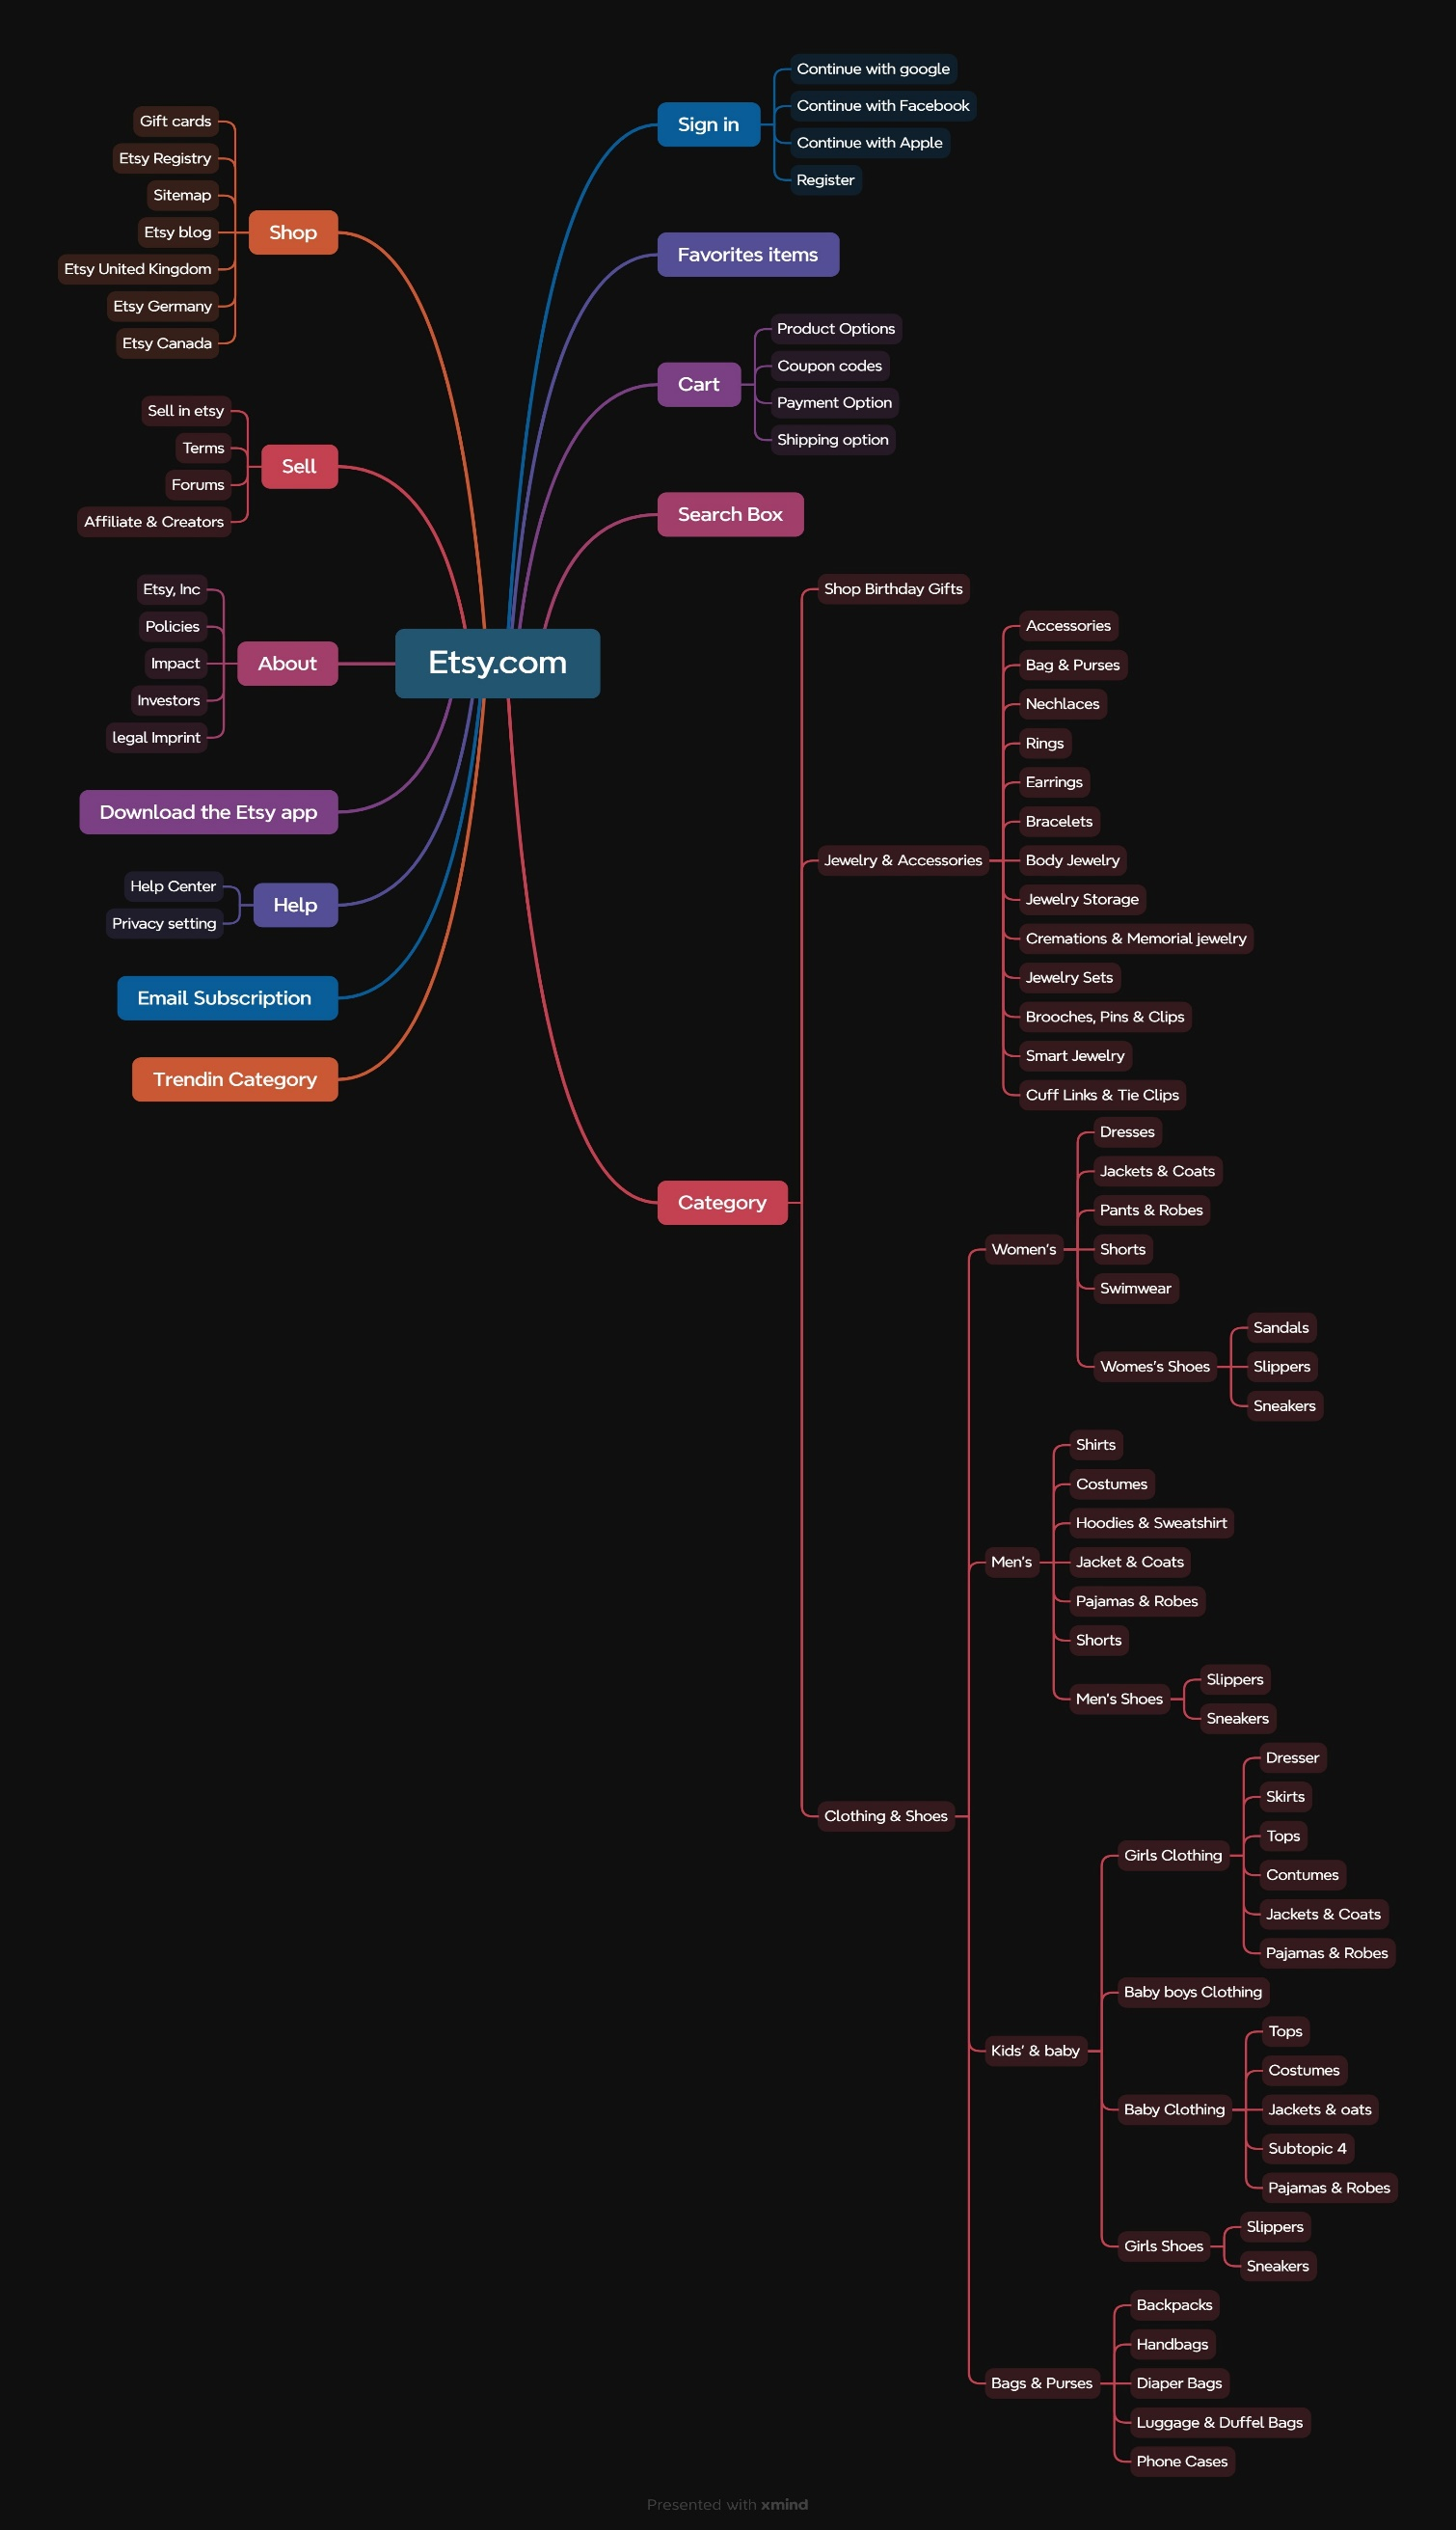 Etsy.com
Sign in
Continue with google
Continue with Facebook
Continue with Apple
Register
Favorites items
Cart
Product Options
Coupon codes
Payment Option
Shipping option
Search Box
Category
Shop Birthday Gifts
Jewelry & Accessories
Accessories
Bag & Purses
Nechlaces
Rings
Earrings
Bracelets
Body Jewelry
Jewelry Storage
Cremations & Memorial jewelry
Jewelry Sets
Brooches, Pins & Clips
Smart Jewelry
Cuff Links & Tie Clips
Clothing & Shoes
Women's
Dresses
Jackets & Coats
Pants & Robes
Shorts
Swimwear
Womes's Shoes
Sandals
Slippers
Sneakers
Men's
Shirts
Costumes
Hoodies & Sweatshirt
Jacket & Coats
Pajamas & Robes
Shorts
Men's Shoes
Slippers
Sneakers
Kids' & baby
Girls Clothing
Dresser
Skirts
Tops
Contumes
Jackets & Coats
Pajamas & Robes
Baby boys Clothing
Baby Clothing
Tops
Costumes
Jackets & oats
Subtopic 4
Pajamas & Robes
Girls Shoes
Slippers
Sneakers
Bags & Purses
Backpacks
Handbags
Diaper Bags
Luggage & Duffel Bags
Phone Cases
Shop
Gift cards
Etsy Registry
Sitemap
Etsy blog
Etsy United Kingdom
Etsy Germany
Etsy Canada
Sell
Sell in etsy
Terms
Forums
Affiliate & Creators
About
Etsy, Inc
Policies
Impact
Investors
legal Imprint
Download the Etsy app
Help
Help Center
Privacy setting
Email Subscription
Trendin Category
Presented with xmind